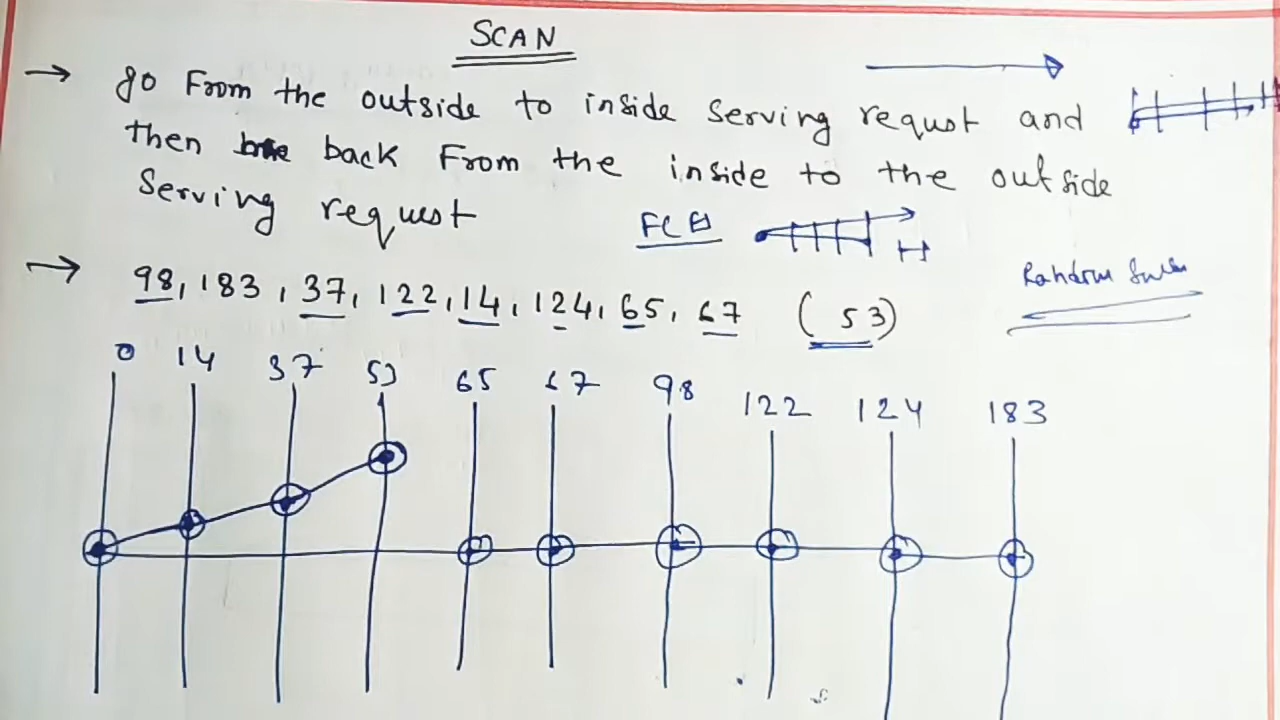 SCAN
→ go From the outside to inside serving requst and
then back From the inside to the outside
Serving requst
FC
→ 98, 183, 37, 122, 14, 124, 65, 67 ( 53)
0 14 37 53 65 67 98 122 124 183